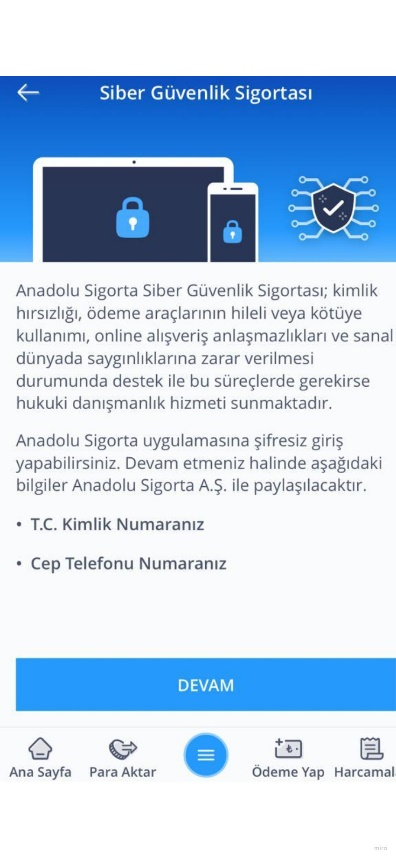 Siber Güvenlik Sigortası
Anadolu Sigorta Siber Güvenlik Sigortası; kimlik
hırsızlığı, ödeme araçlarının hileli veya kötüye
kullanımı, online alışveriş anlaşmazlıkları ve sanal
dünyada saygınlıklarına zarar verilmesi
durumunda destek ile bu süreçlerde gerekirse
hukuki danışmanlık hizmeti sunmaktadır.
Anadolu Sigorta uygulamasına şifresiz giriş
yapabilirsiniz. Devam etmeniz halinde aşağıdaki
bilgiler Anadolu Sigorta A.Ş. ile paylaşılacaktır.
• T.C. Kimlik Numaranız
• Cep Telefonu Numaranız
DEVAM
Ana Sayfa Para Aktar Ödeme Yap Harcamal